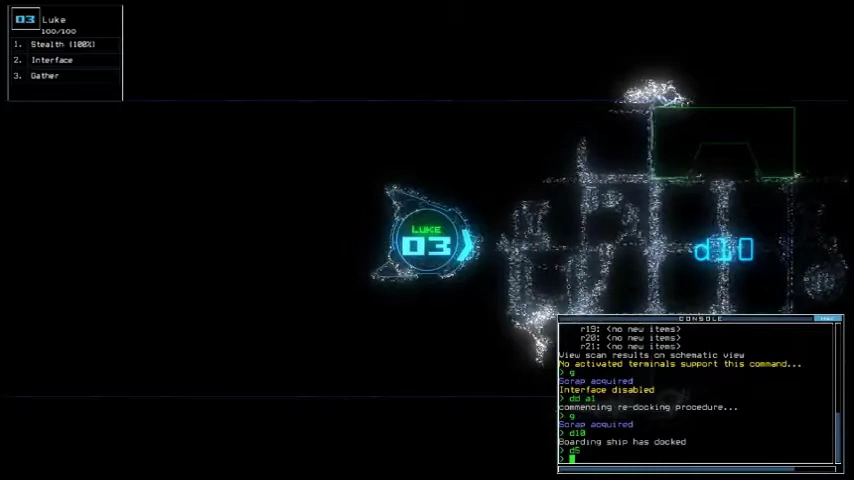 03 Luke
100/100
1. Stealth (100%)
2. Interface
3. Gather
LUKE
03
d10
CONSOLE
r19: <no new items>
r20: <no new items>
r21: <no new items>
View scan results on schematic view
No activated terminals support this command...
> g
Scrap acquired
Interface disabled
> dd a1
commencing re-docking procedure...
> g
Scrap acquired
> d10
Boarding ship has docked
> d5
>